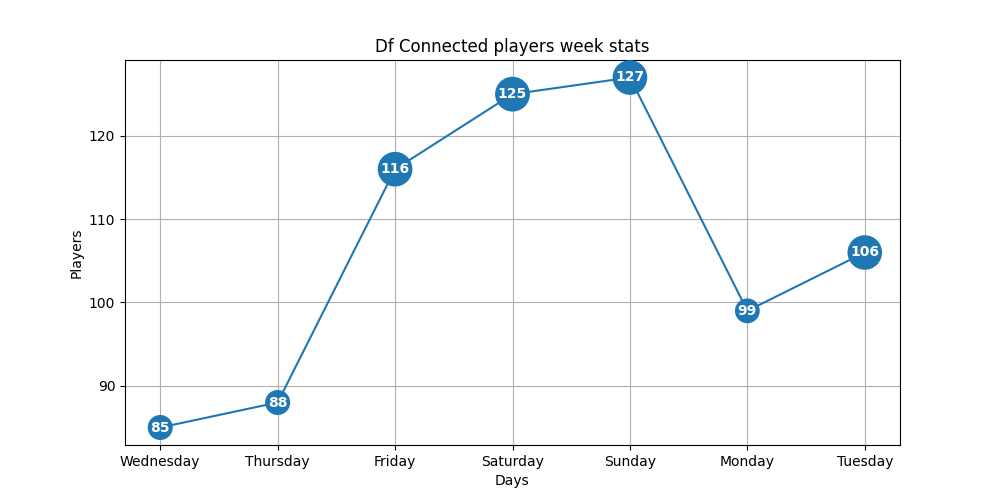 Df Connected players week stats
127
125
120
116
110
106
Players
100
99
90
88
85
Wednesday Thursday Friday Saturday Sunday Monday Tuesday
Days